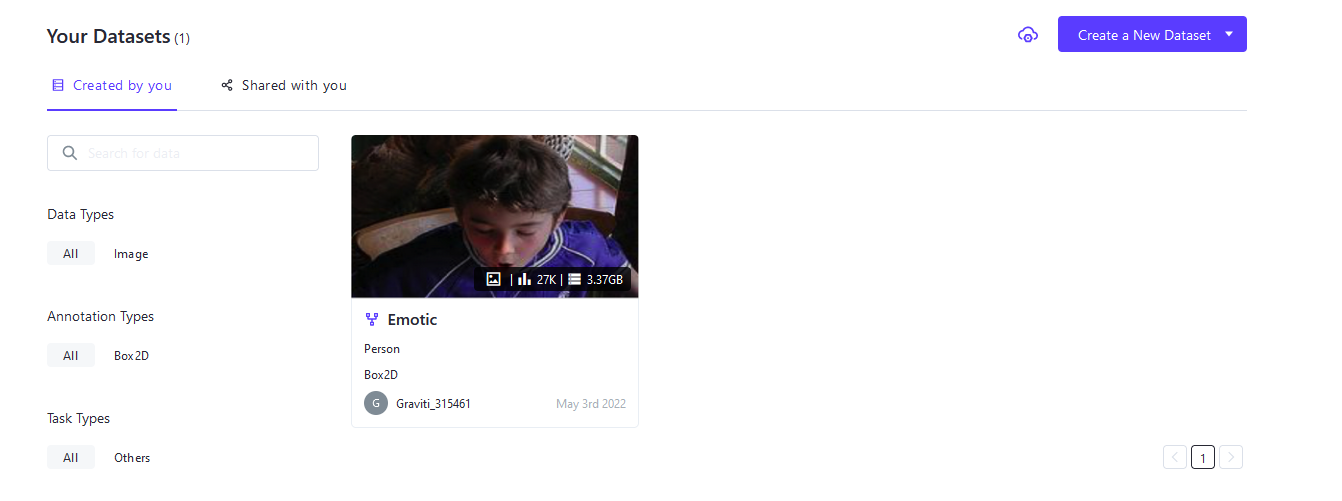 Your Datasets (1)
Create a New Dataset
Created by you
Shared with you
Search for data
Data Types
All Image
Annotation Types
All Box2D
Task Types
All Others
| 27K | 3.37GB
Emotic
Person
Box2D
G Graviti_315461 May 3rd 2022
1